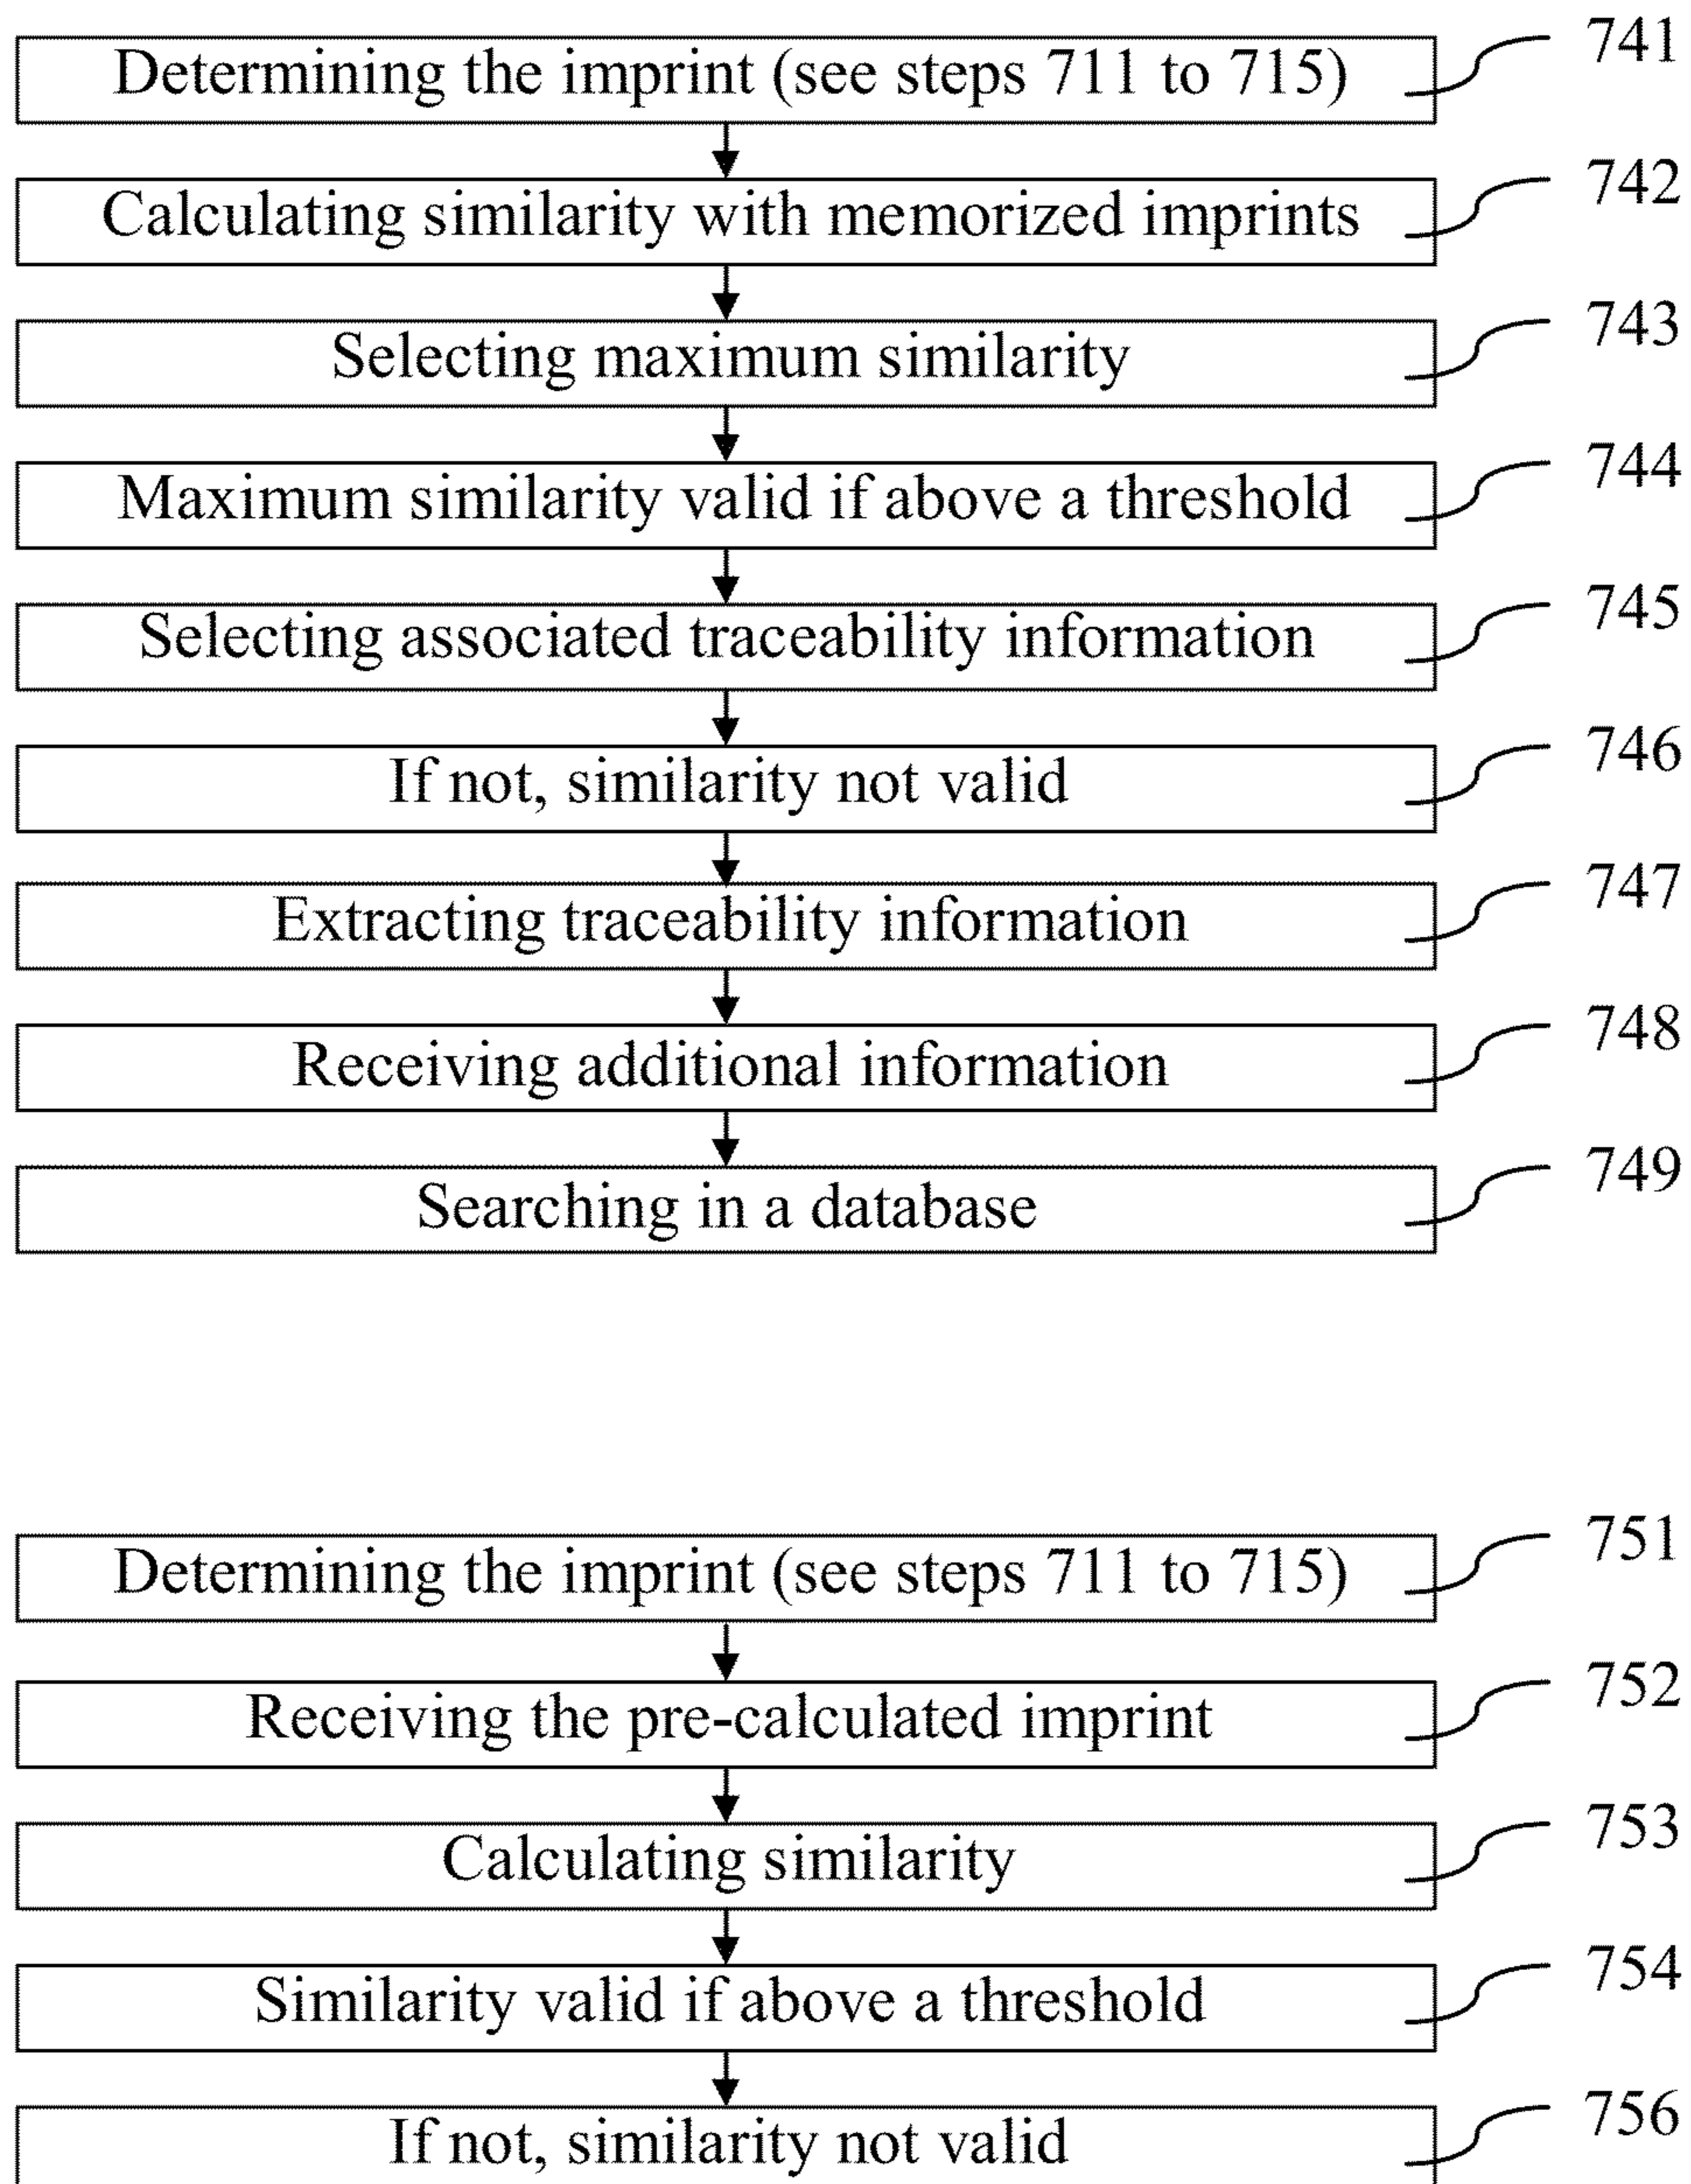 Determining the imprint (see steps 711 to 715) 741
Calculating similarity with memorized imprints 742
Selecting maximum similarity 743
Maximum similarity valid if above a threshold 744
Selecting associated traceability information 745
If not, similarity not valid 746
Extracting traceability information 747
Receiving additional information 748
Searching in a database 749
Determining the imprint (see steps 711 to 715) 751
Receiving the pre-calculated imprint 752
Calculating similarity 753
Similarity valid if above a threshold 754
If not, similarity not valid 756